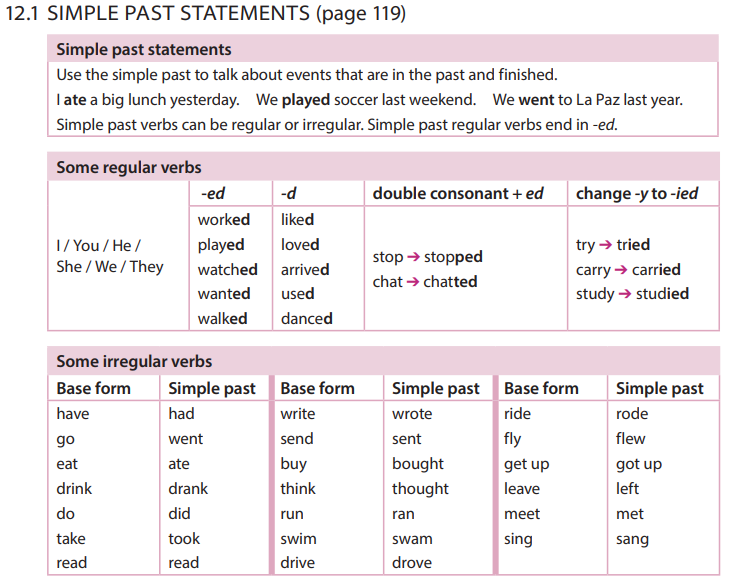 12.1 SIMPLE PAST STATEMENTS (page 119)
Simple past statements
Use the simple past to talk about events that are in the past and finished.
I ate a big lunch yesterday. We played soccer last weekend. We went to La Paz last year.
Simple past verbs can be regular or irregular. Simple past regular verbs end in -ed.
Some regular verbs
-ed -d double consonant + ed change -y to -ied
I / You / He /
She / We / They
worked liked
played loved
watched arrived
wanted used
walked danced
stop ➔ stopped
chat ➔ chatted
try ➔ tried
carry ➔ carried
study ➔ studied
Some irregular verbs
Base form Simple past Base form Simple past Base form Simple past
have had write wrote ride rode
go went send sent fly flew
eat ate buy bought get up got up
drink drank think thought leave left
do did run ran meet met
take took swim swam sing sang
read read drive drove